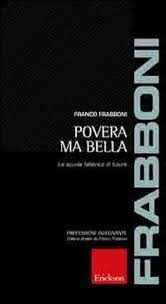 FRANCO FRABBONI
POVERA
MA BELLA
La scuola fabbrica di futuro
PROFESSIONE INSEGNANTE
Collana diretta da Franco Frabboni
Erickson
FRABBONI